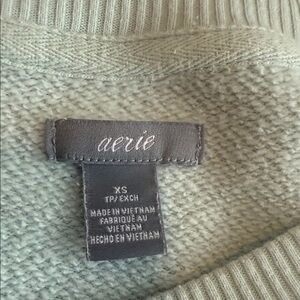 aerie
XS
TP/ EXCH
MADE IN VIETNAM
FABRIQUÉ AU
VIETNAM
HECHO EN VIETNAM